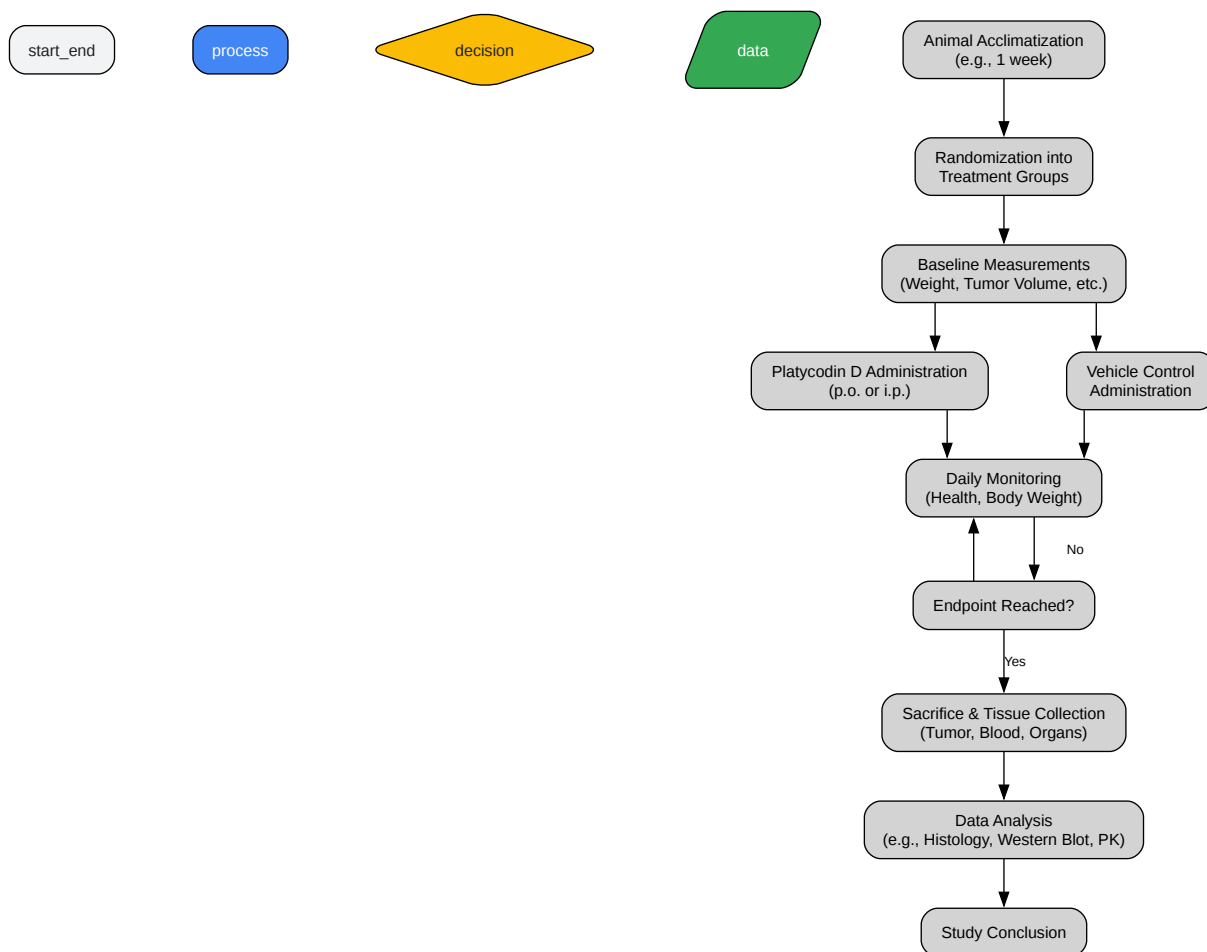 start_end
process
decision
data
Animal Acclimatization
(e.g., 1 week)
Randomization into
Treatment Groups
Baseline Measurements
(Weight, Tumor Volume, etc.)
Platycodin D Administration
(p.o. or i.p.)
Vehicle Control
Administration
Daily Monitoring
(Health, Body Weight)
No
Endpoint Reached?
Yes
Sacrifice & Tissue Collection
(Tumor, Blood, Organs)
Data Analysis
(e.g., Histology, Western Blot, PK)
Study Conclusion